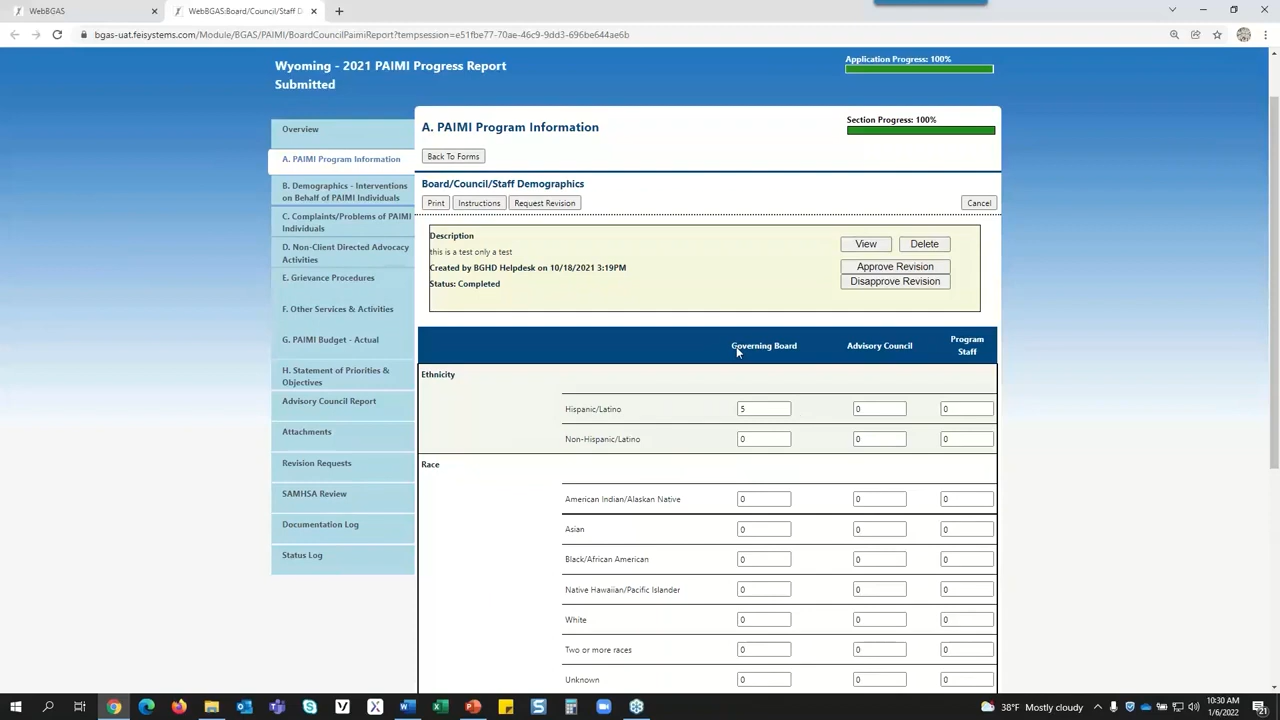 WebBGAS
WebBGAS:Board/Council/Staff D
bgas-uat.feisystems.com/Module/BGAS/PAIMI/BoardCouncilPaimiReport?tempsession=e51fbe77-70ae-46c9-9dd3-696be644ae6b
Wyoming - 2021 PAIMI Progress Report
Submitted
Application Progress: 100%
Overview
A. PAIMI Program Information
B. Demographics - Interventions
on Behalf of PAIMI Individuals
C. Complaints/Problems of PAIMI
Individuals
D. Non-Client Directed Advocacy
Activities
E. Grievance Procedures
F. Other Services & Activities
G. PAIMI Budget - Actual
H. Statement of Priorities &
Objectives
Advisory Council Report
Attachments
Revision Requests
SAMHSA Review
Documentation Log
Status Log
A. PAIMI Program Information
Section Progress: 100%
Back To Forms
Board/Council/Staff Demographics
Print Instructions Request Revision Cancel
Description
this is a test only a test
Created by BGHD Helpdesk on 10/18/2021 3:19PM
Status: Completed
View Delete
Approve Revision
Disapprove Revision
Governing Board Advisory Council Program
Staff
Ethnicity
Hispanic/Latino 5 0 0
Non-Hispanic/Latino 0 0 0
Race
American Indian/Alaskan Native 0 0 0
Asian 0 0 0
Black/African American 0 0 0
Native Hawaiian/Pacific Islander 0 0 0
White 0 0 0
Two or more races 0 0 0
Unknown 0 0 0
38°F Mostly cloudy
10:30 AM
1/6/2022